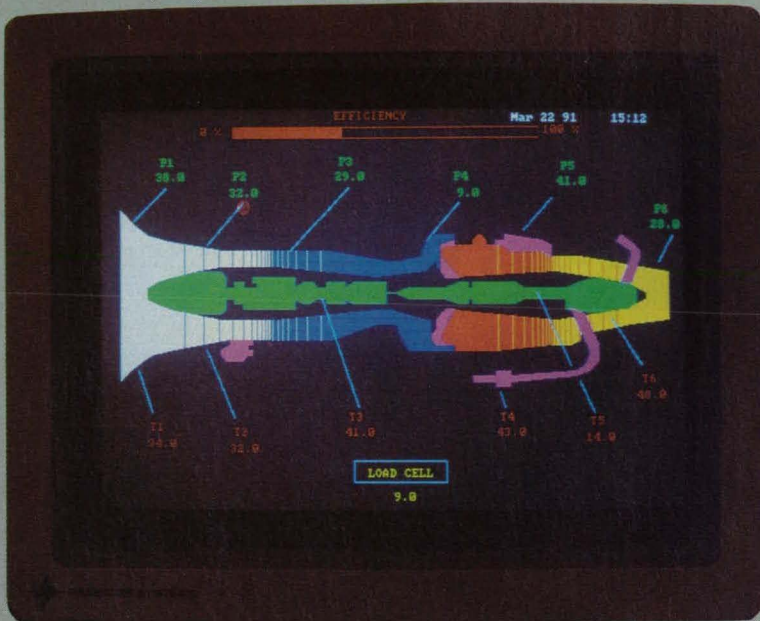 EFFICIENCY
Mar 22 91 15:12
0 % 100 %
P1
38.0
P2
32.0
P3
29.0
P4
9.0
P5
41.0
P6
28.0
T1
34.0
T2
32.0
T3
41.0
T4
43.0
T5
14.0
T6
40.0
LOAD CELL
9.0